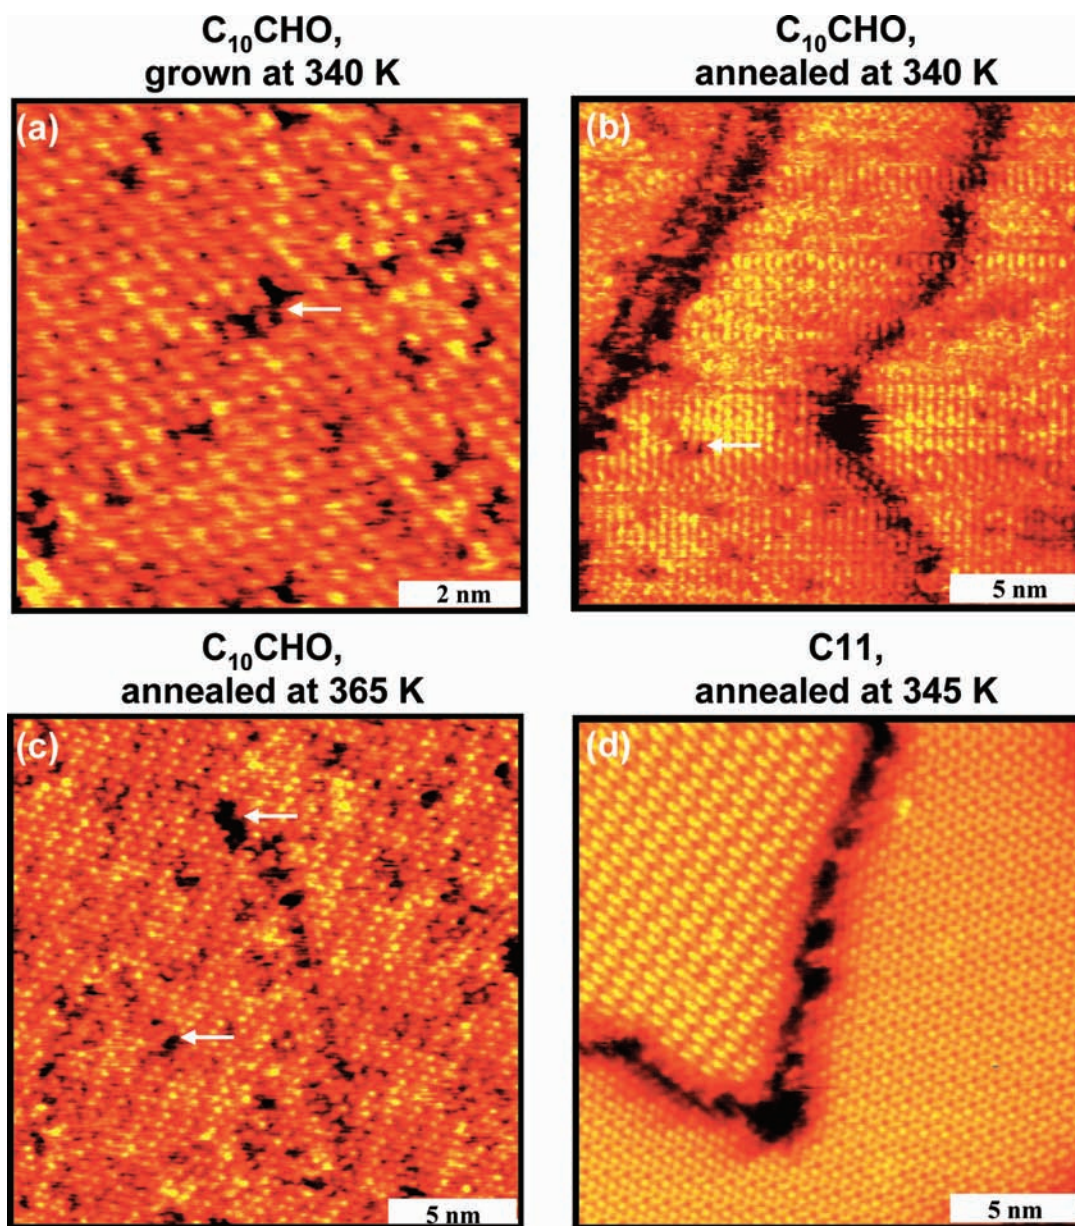 C₁₀CHO,
grown at 340 K
C₁₀CHO,
annealed at 340 K
(a)
(b)
2 nm
5 nm
C₁₀CHO,
annealed at 365 K
C11,
annealed at 345 K
(c)
(d)
5 nm
5 nm